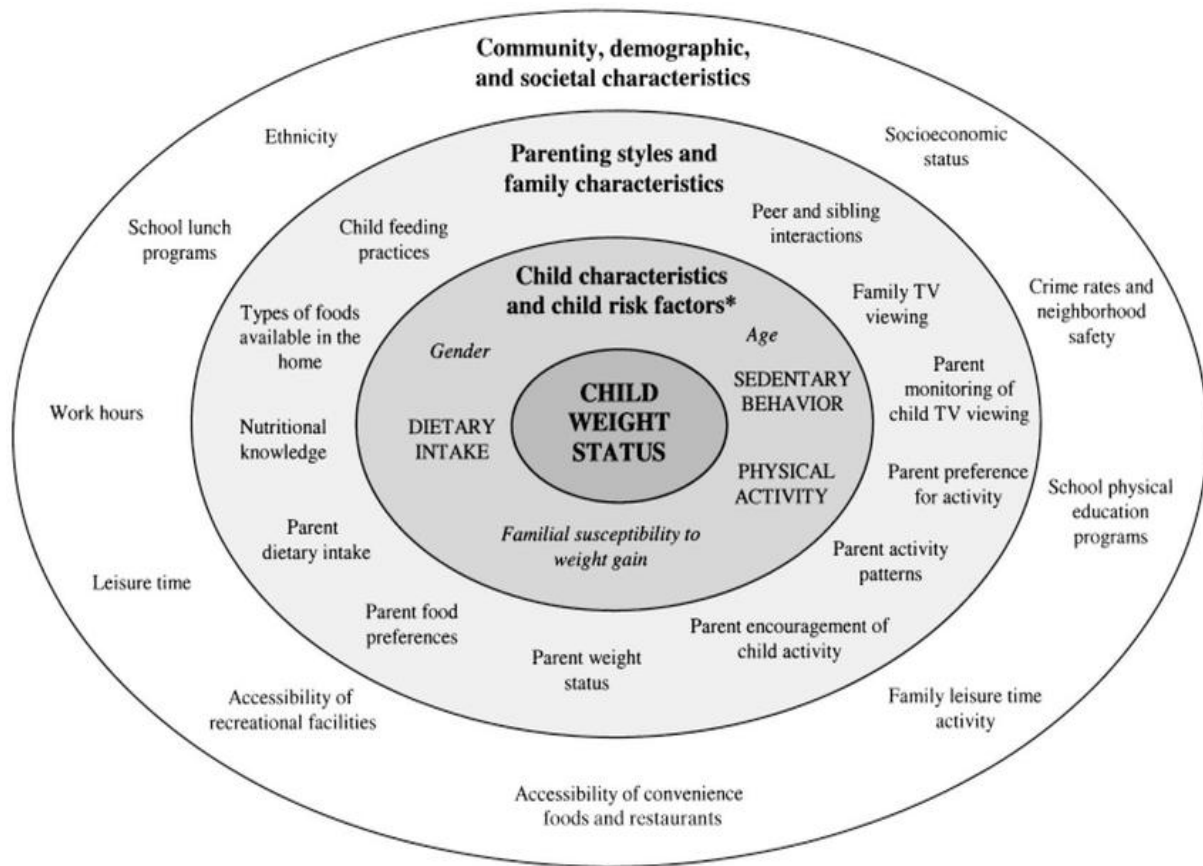 Community, demographic,
and societal characteristics
Ethnicity
Socioeconomic
status
Parenting styles and
family characteristics
School lunch
programs
Child feeding
practices
Peer and sibling
interactions
Child characteristics
and child risk factors*
Family TV
viewing
Crime rates and
neighborhood
safety
Types of foods
available in the
home
Gender
Age
Parent
monitoring of
child TV viewing
SEDENTARY
BEHAVIOR
CHILD
WEIGHT
STATUS
Work hours
Nutritional
knowledge
DIETARY
INTAKE
PHYSICAL
ACTIVITY
Parent preference
for activity
School physical
education
programs
Familial susceptibility to
weight gain
Parent
dietary intake
Parent activity
patterns
Leisure time
Parent food
preferences
Parent weight
status
Parent encouragement of
child activity
Accessibility of
recreational facilities
Family leisure time
activity
Accessibility of convenience
foods and restaurants